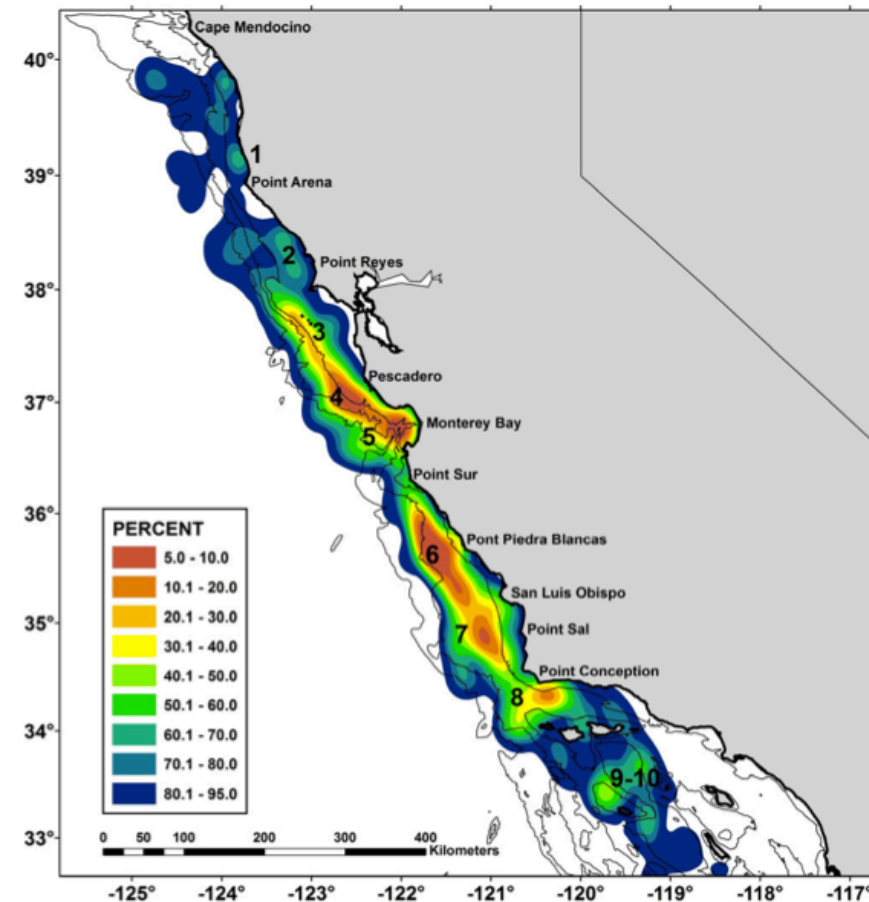 Cape Mendocino
40°
1
39°
Point Arena
2
Point Reyes
38°
3
Pescadero
4
37°
Monterey Bay
5
Point Sur
36°
PERCENT
5.0 - 10.0
10.1 - 20.0
20.1 - 30.0
30.1 - 40.0
40.1 - 50.0
50.1 - 60.0
60.1 - 70.0
70.1 - 80.0
80.1 - 95.0
Pont Piedra Blancas
6
San Luis Obispo
35°
7
Point Sal
Point Conception
8
34°
9-10
33°
0 50 100 200 300 400
Kilometers
-125° -124° -123° -122° -121° -120° -119° -118° -117°